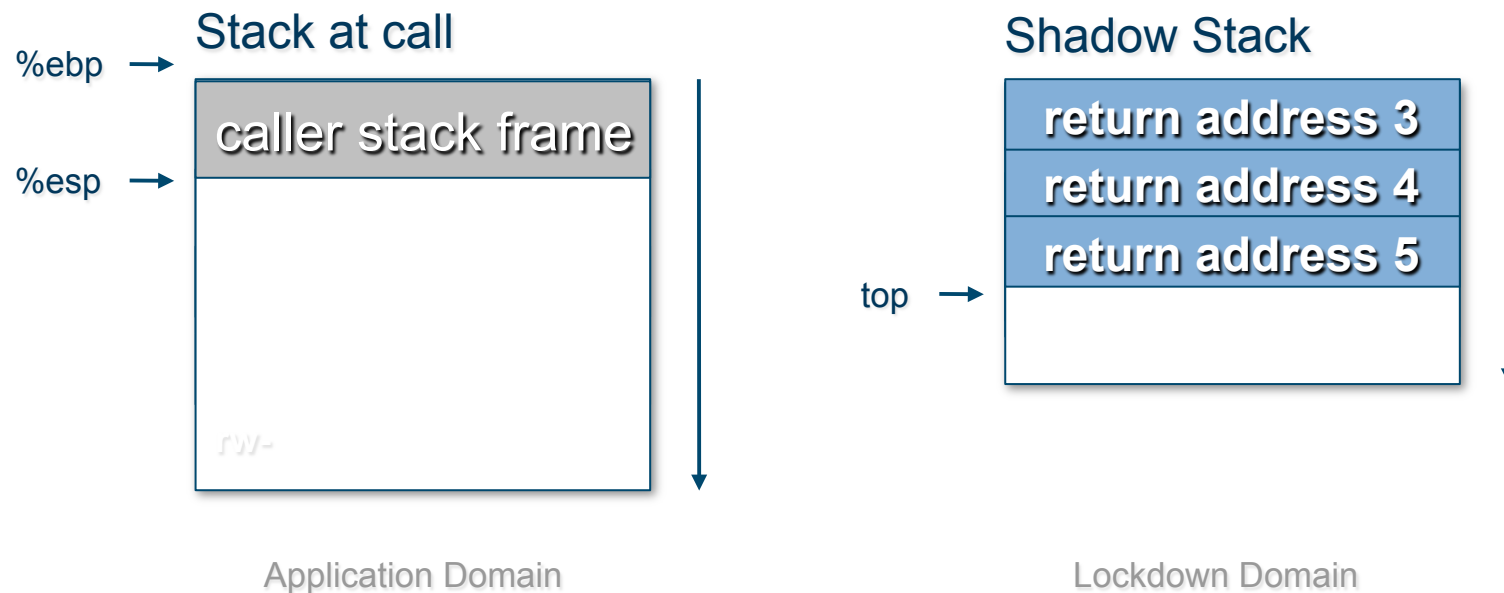 Stack at call
%ebp
caller stack frame
%esp
rw-
Application Domain
Shadow Stack
return address 3
return address 4
return address 5
top
Lockdown Domain